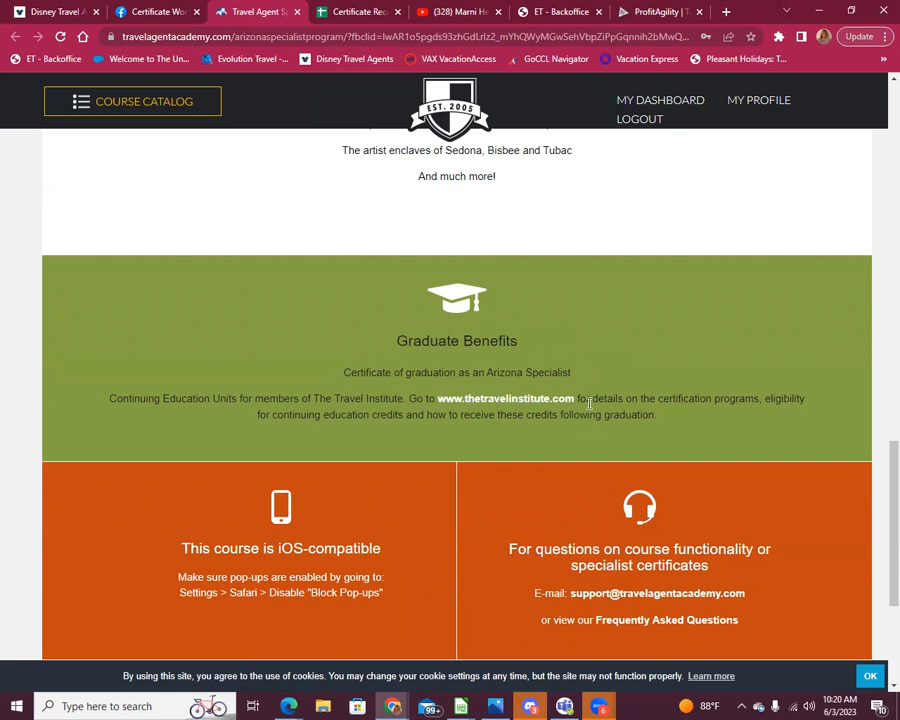 Disney Travel A
Certificate Wor
Travel Agent Sp
Certificate Rec
(328) Marni He
ET - Backoffice
ProfitAgility | T
travelagentacademy.com/arizonaspecialistprogram/?fbclid=
Update
ET - Backoffice
Welcome to The Un...
Evolution Travel -...
Disney Travel Agents
VAX VacationAccess
GoCCL Navigator
Vacation Express
Pleasant Holidays: T...
»
COURSE CATALOG
EST. 2005
MY DASHBOARD MY PROFILE
LOGOUT
The artist enclaves of Sedona, Bisbee and Tubac
And much more!
Graduate Benefits
Certificate of graduation as an Arizona Specialist
Continuing Education Units for members of The Travel Institute. Go to www.thetravelinstitute.com for details on the certification programs, eligibility
for continuing education credits and how to receive these credits following graduation.
This course is iOS-compatible
Make sure pop-ups are enabled by going to:
Settings > Safari > Disable "Block Pop-ups"
For questions on course functionality or
specialist certificates
E-mail: support@travelagentacademy.com
or view our Frequently Asked Questions
By using this site, you agree to the use of cookies. You may change your cookie settings at any time, but the site may not function properly. Learn more
OK
Type here to search
99+
6
88°F
10:20 AM
6/3/2023
10